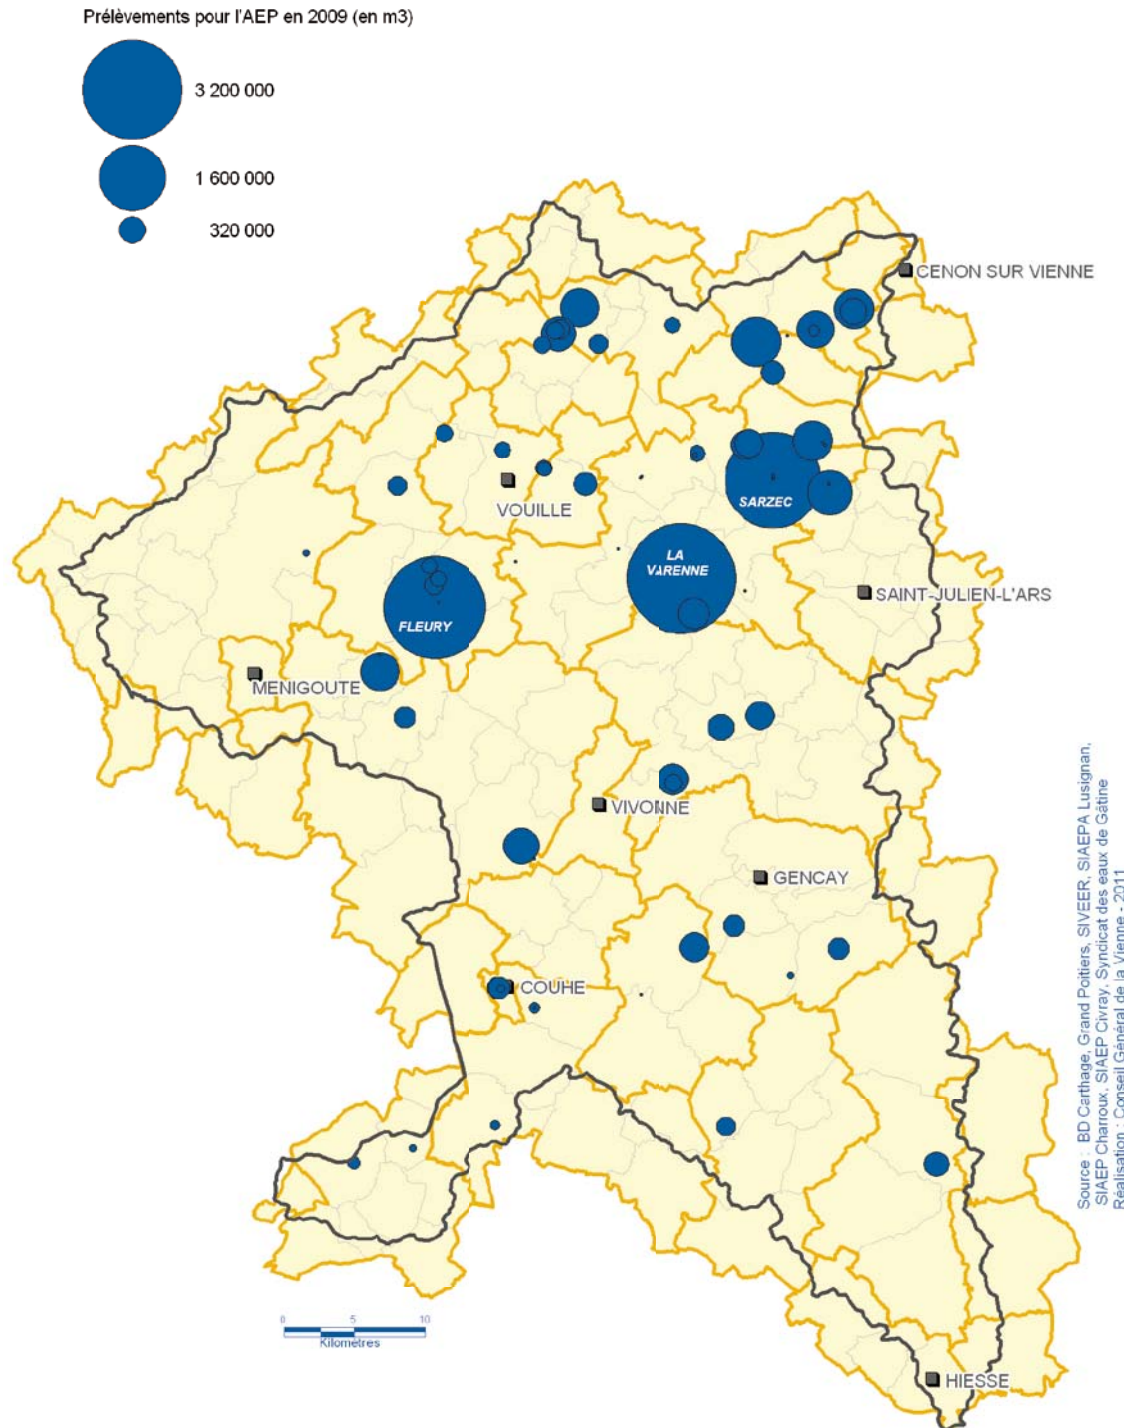 Prélèvements pour l'AEP en 2009 (en m3)
3 200 000
1 600 000
320 000
CENON SUR VIENNE
VOUILLE
SARZEC
LA
VARENNE
SAINT-JULIEN-L'ARS
FLEURY
MENIGOUTE
VIVONNE
GENCAY
COUHE
HIESSE
0 5 10
Kilomètres
Source : BD Carthage, Grand Poitiers, SIVEER, SIAEPA Lusignan,
SIAEP Charroux, SIAEP Civray, Syndicat des eaux de Gâtine
Réalisation : Conseil Général de la Vienne - 2011